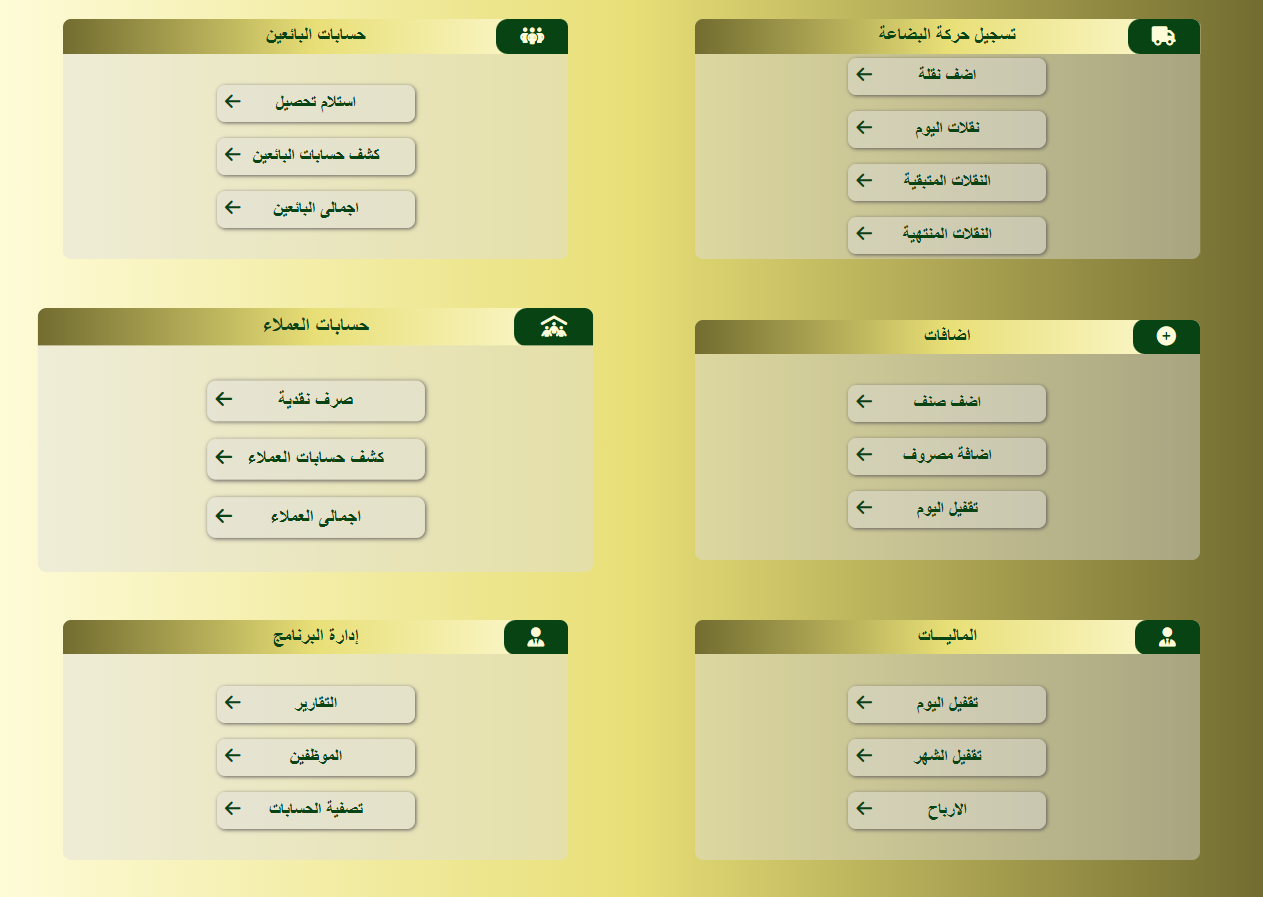 تسجيل حركة البضاعة
اضف نقلة
نقلات اليوم
النقلات المتبقية
النقلات المنتهية
حسابات البائعين
استلام تحصيل
كشف حسابات البائعين
اجمالى البائعين
اضافات
اضف صنف
اضافة مصروف
تقفيل اليوم
حسابات العملاء
صرف نقدية
كشف حسابات العملاء
اجمالى العملاء
الماليـــات
تقفيل اليوم
تقفيل الشهر
الارباح
إدارة البرنامج
التقارير
الموظفين
تصفية الحسابات